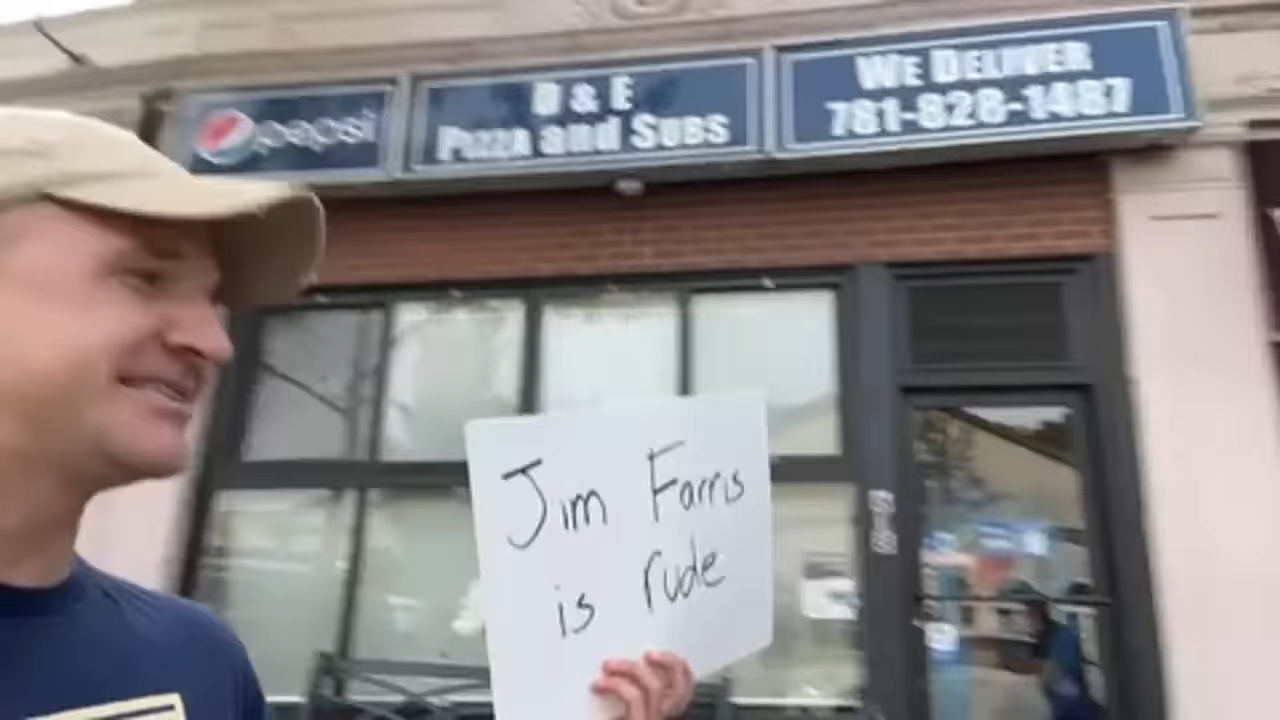 pepsi
D & E
Pizza and Subs
We Deliver
781-828-1487
Jim Farris
is rude